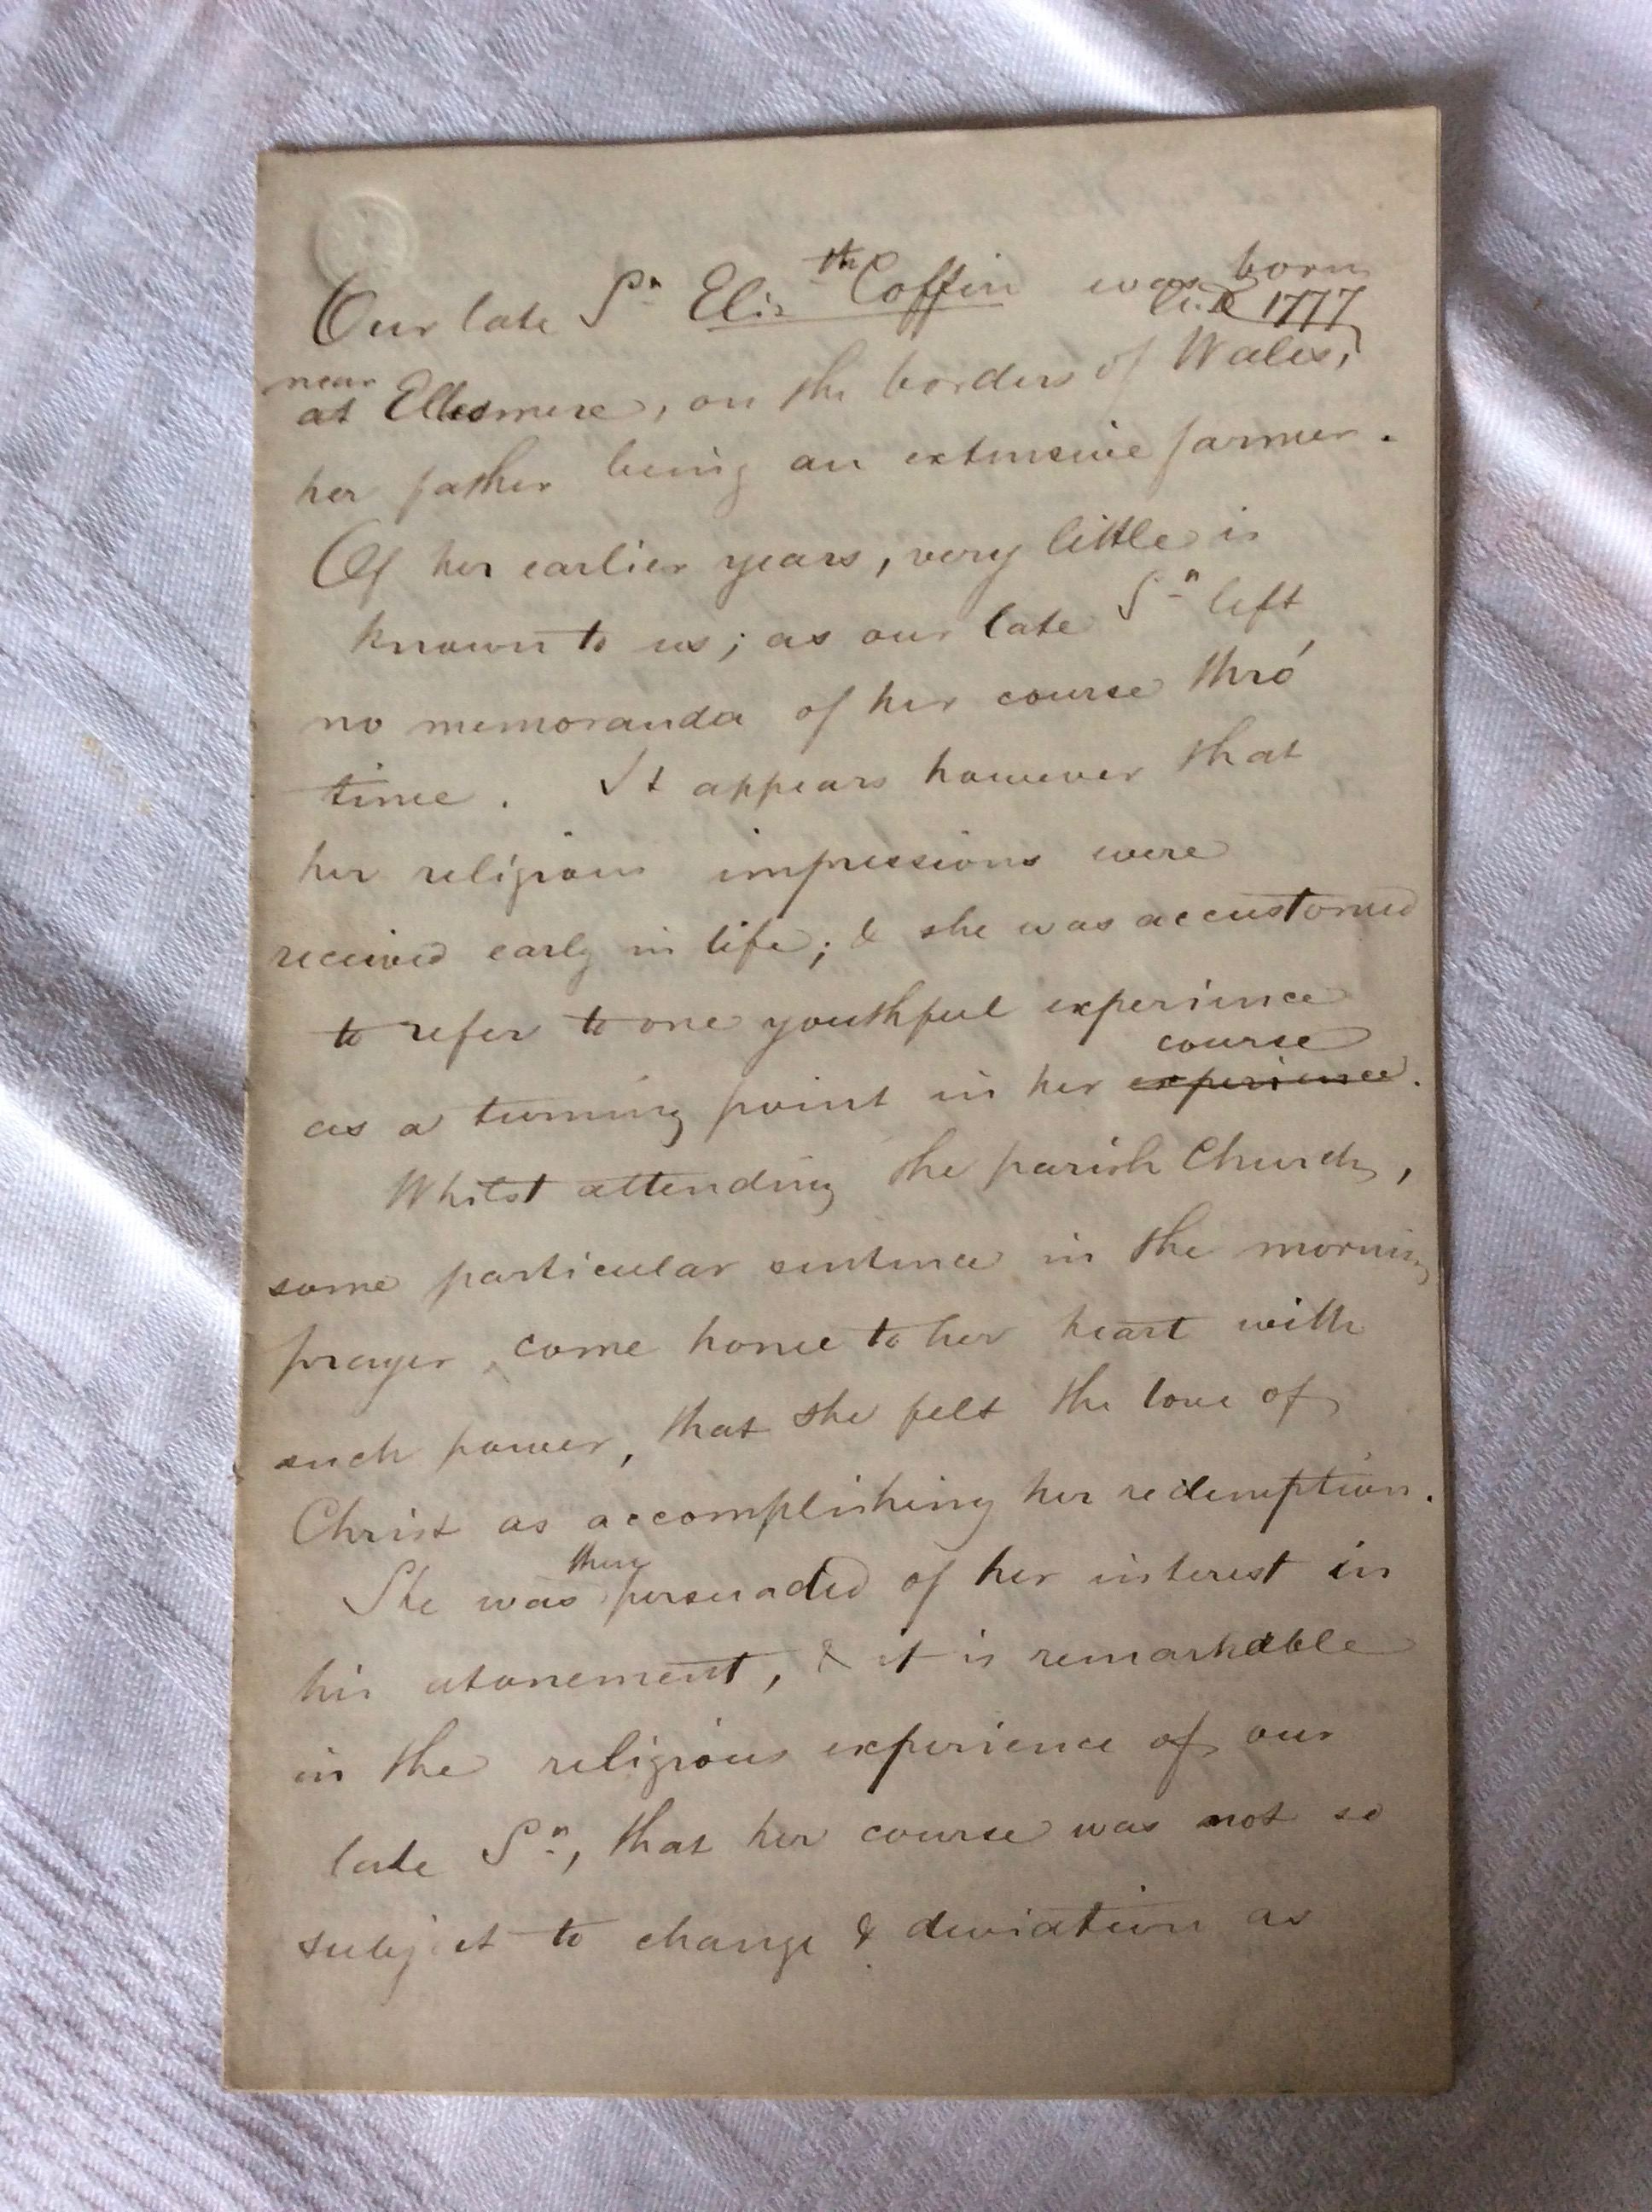 Our late Sr. Elizth Coffin was born
A.D 1777
near
at Ellesmere, on the borders of Wales,
her father being an extensive farmer.
Of her earlier years, very little is
known to us; as our late Sr. left
no memoranda of her course thro'
time. It appears however that
her religious impressions were
received early in life; & she was accustomed
to refer to one youthful experience
course
as a turning point in her experience.
Whilst attending the parish Church,
some particular sentence in the morning
prayer, came home to her heart with
such power, that she felt the love of
Christ as accomplishing her redemption.
She was persuaded of her interest in
his atonement, & it is remarkable
in the religious experience of our
late Sr., that her course was not so
subject to change & deviation as